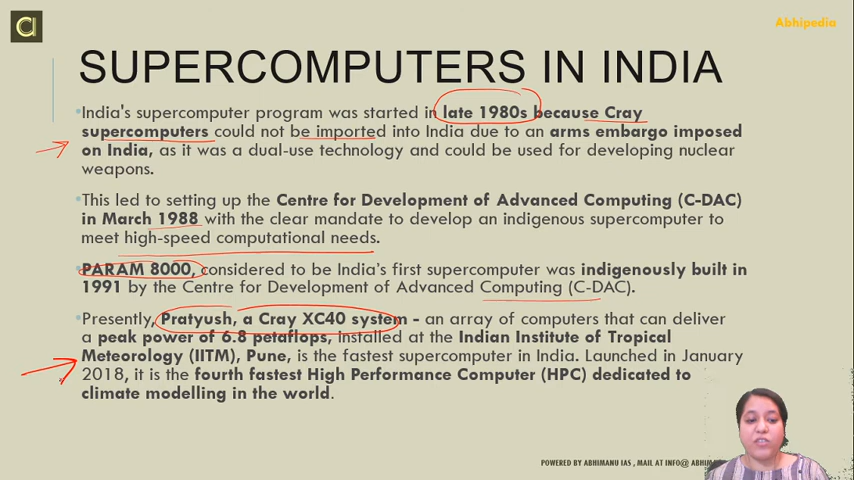 Abhipedia
SUPERCOMPUTERS IN INDIA
•India's supercomputer program was started in late 1980s because Cray
supercomputers could not be imported into India due to an arms embargo imposed
on India, as it was a dual-use technology and could be used for developing nuclear
weapons.
•This led to setting up the Centre for Development of Advanced Computing (C-DAC)
in March 1988 with the clear mandate to develop an indigenous supercomputer to
meet high-speed computational needs.
•PARAM 8000, considered to be India's first supercomputer was indigenously built in
1991 by the Centre for Development of Advanced Computing (C-DAC).
•Presently, Pratyush, a Cray XC40 system - an array of computers that can deliver
a peak power of 6.8 petaflops, installed at the Indian Institute of Tropical
Meteorology (IITM), Pune, is the fastest supercomputer in India. Launched in January
2018, it is the fourth fastest High Performance Computer (HPC) dedicated to
climate modelling in the world.
POWERED BY ABHIMANU IAS , MAIL AT INFO@